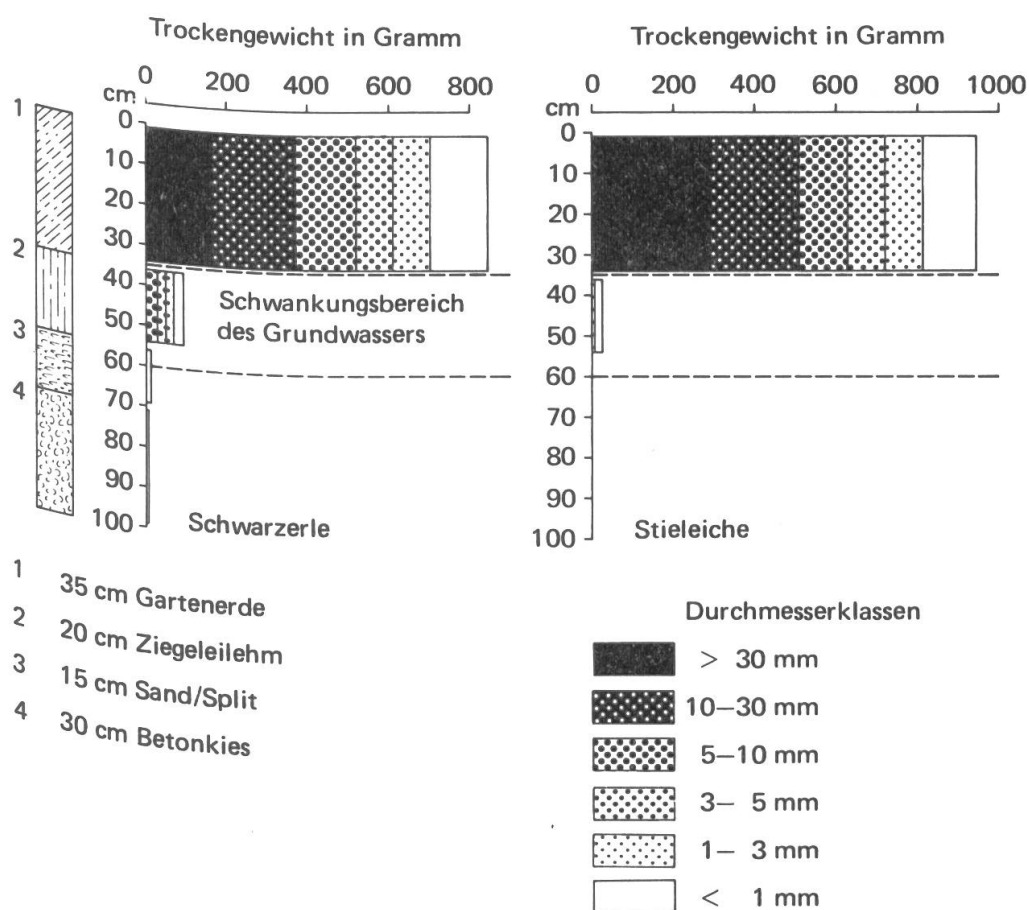 Trockengewicht in Gramm
0 200 400 600 800
cm
0
10
20
30
40
50
60
70
80
90
100
1
2
3
4
Schwankungsbereich
des Grundwassers
Schwarzerle
Trockengewicht in Gramm
0 200 400 600 800 1000
cm
0
10
20
30
40
50
60
70
80
90
100
Stieleiche
1 35 cm Gartenerde
2 20 cm Ziegeleilehm
3 15 cm Sand/Split
4 30 cm Betonkies
Durchmesserklassen
> 30 mm
10–30 mm
5–10 mm
3– 5 mm
1– 3 mm
< 1 mm